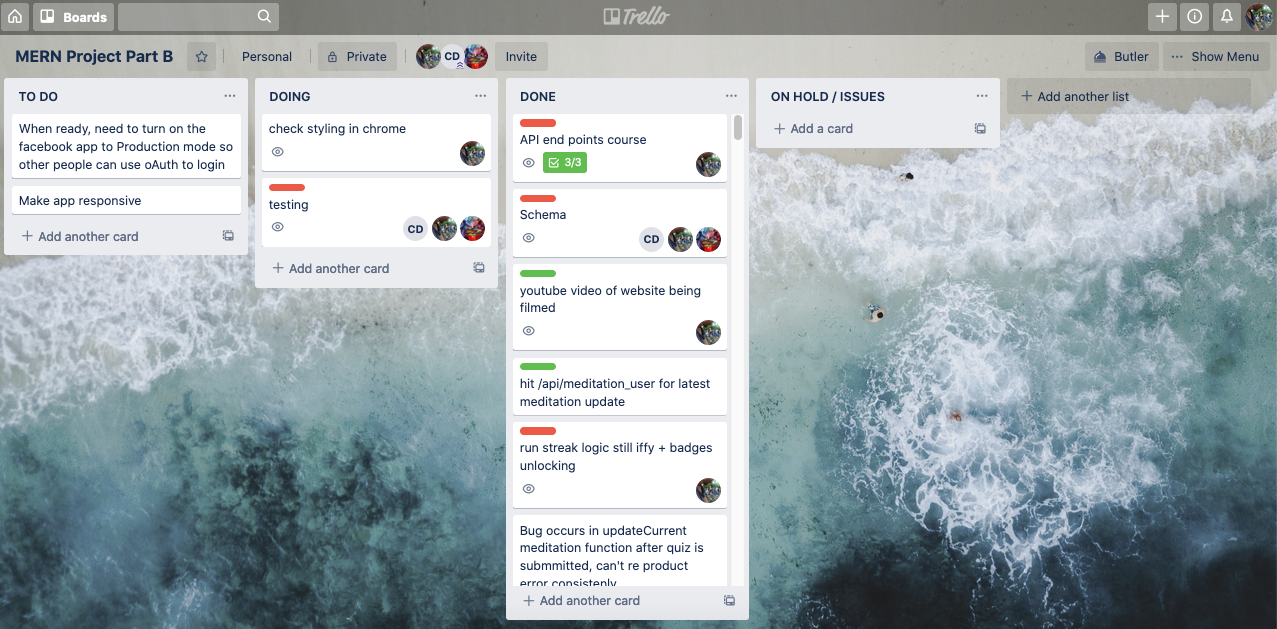 Boards
Trello
MERN Project Part B
Personal
Private
CD
Invite
Butler
Show Menu
TO DO
When ready, need to turn on the
facebook app to Production mode so
other people can use oAuth to login
Make app responsive
Add another card
DOING
check styling in chrome
testing
CD
Add another card
DONE
API end points course
3/3
Schema
CD
youtube video of website being
filmed
hit /api/meditation_user for latest
meditation update
run streak logic still iffy + badges
unlocking
Bug occurs in updateCurrent
meditation function after quiz is
submmitted, can't re product
error consistenly
Add another card
ON HOLD / ISSUES
Add a card
Add another list